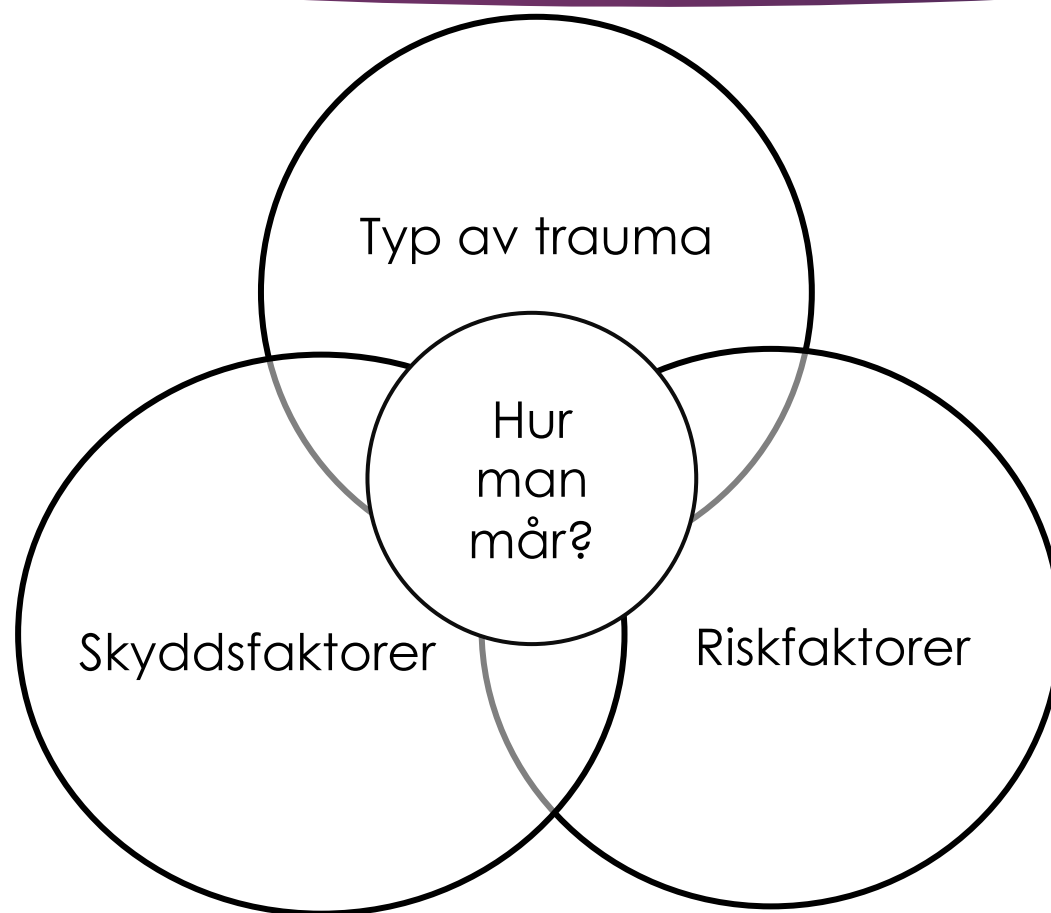 Typ av trauma
Hur
man
mår?
Skyddsfaktorer
Riskfaktorer